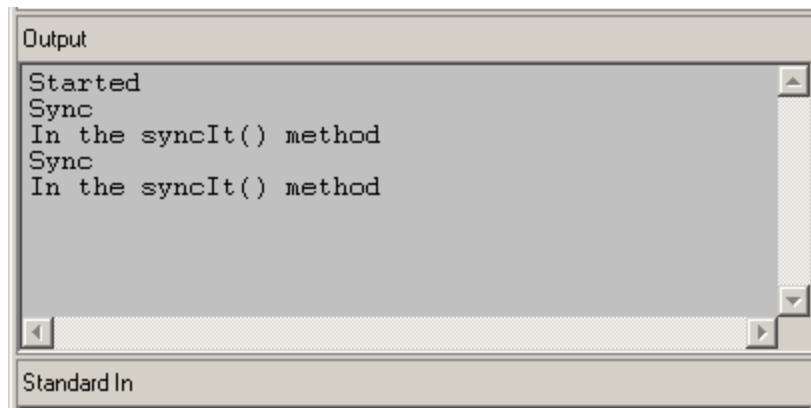 Output
Started
Sync
In the syncIt() method
Sync
In the syncIt() method
Standard In